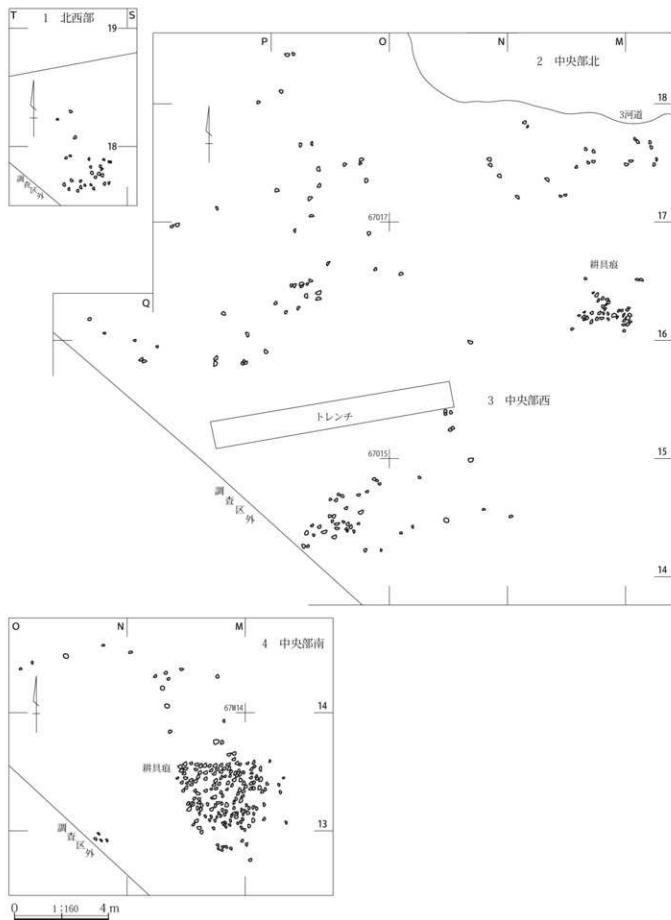 T S
1 北西部
19
18
調査区外
P O N M
2 中央部北
18
3河道
17
67O17
耕具痕
Q
16
3 中央部西
トレンチ
15
67O15
調査区外
14
O N M
4 中央部南
14
67M14
耕具痕
13
調査区外
0 1:160 4 m